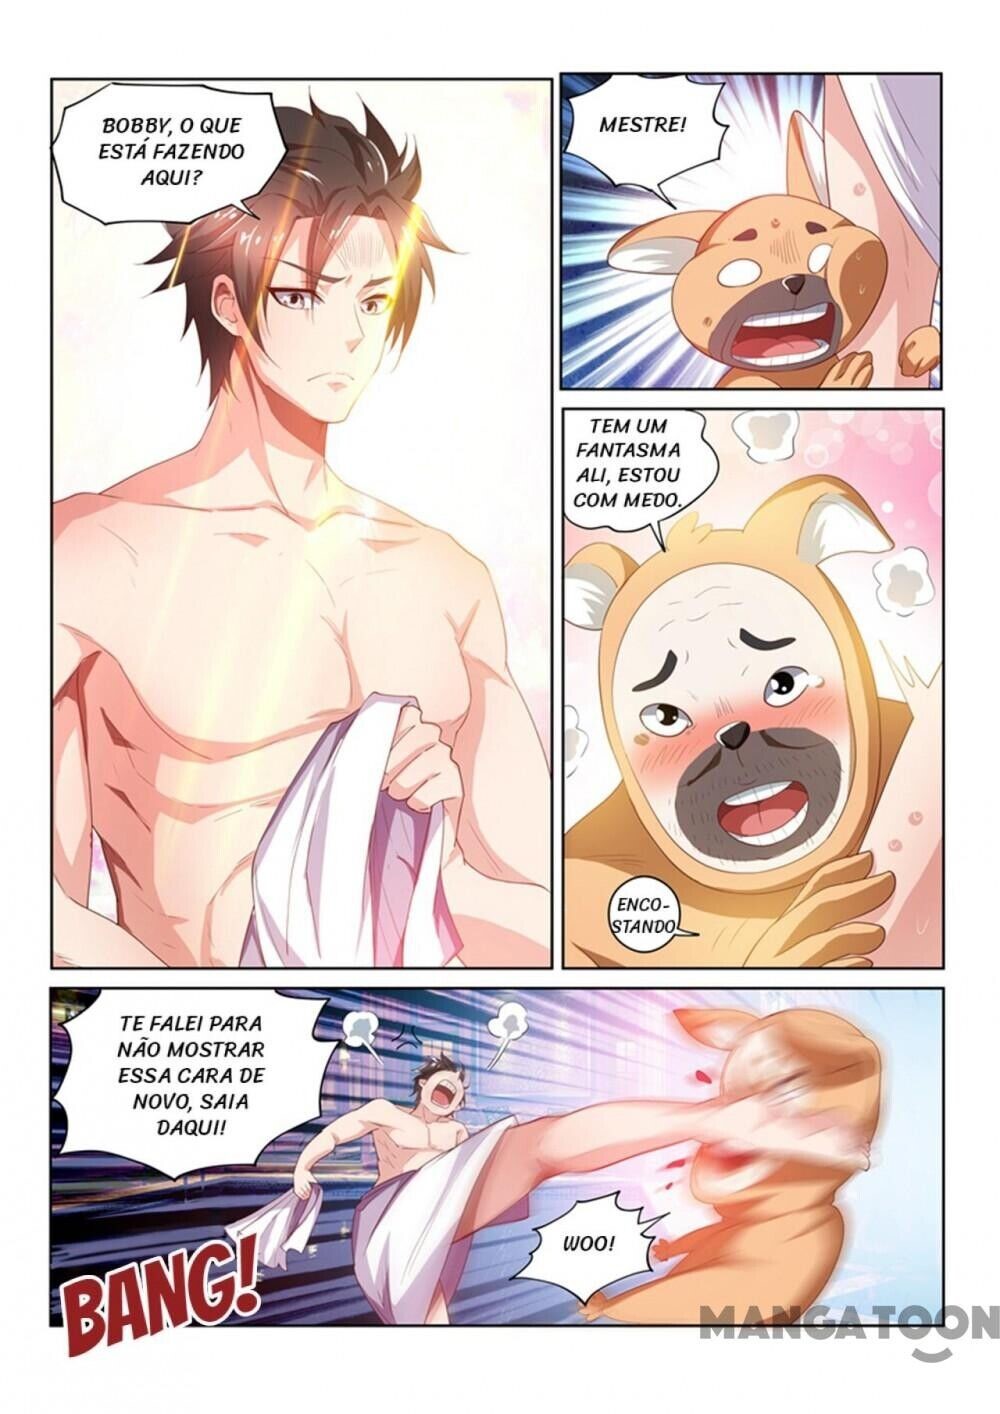 BOBBY, O QUE
ESTÁ FAZENDO
AQUI?
MESTRE!
TEM UM
FANTASMA
ALI, ESTOU
COM MEDO.
ENCO-
STANDO
TE FALEI PARA
NÃO MOSTRAR
ESSA CARA DE
NOVO, SAIA
DAQUI!
WOO!
BANG!
MANGATOON